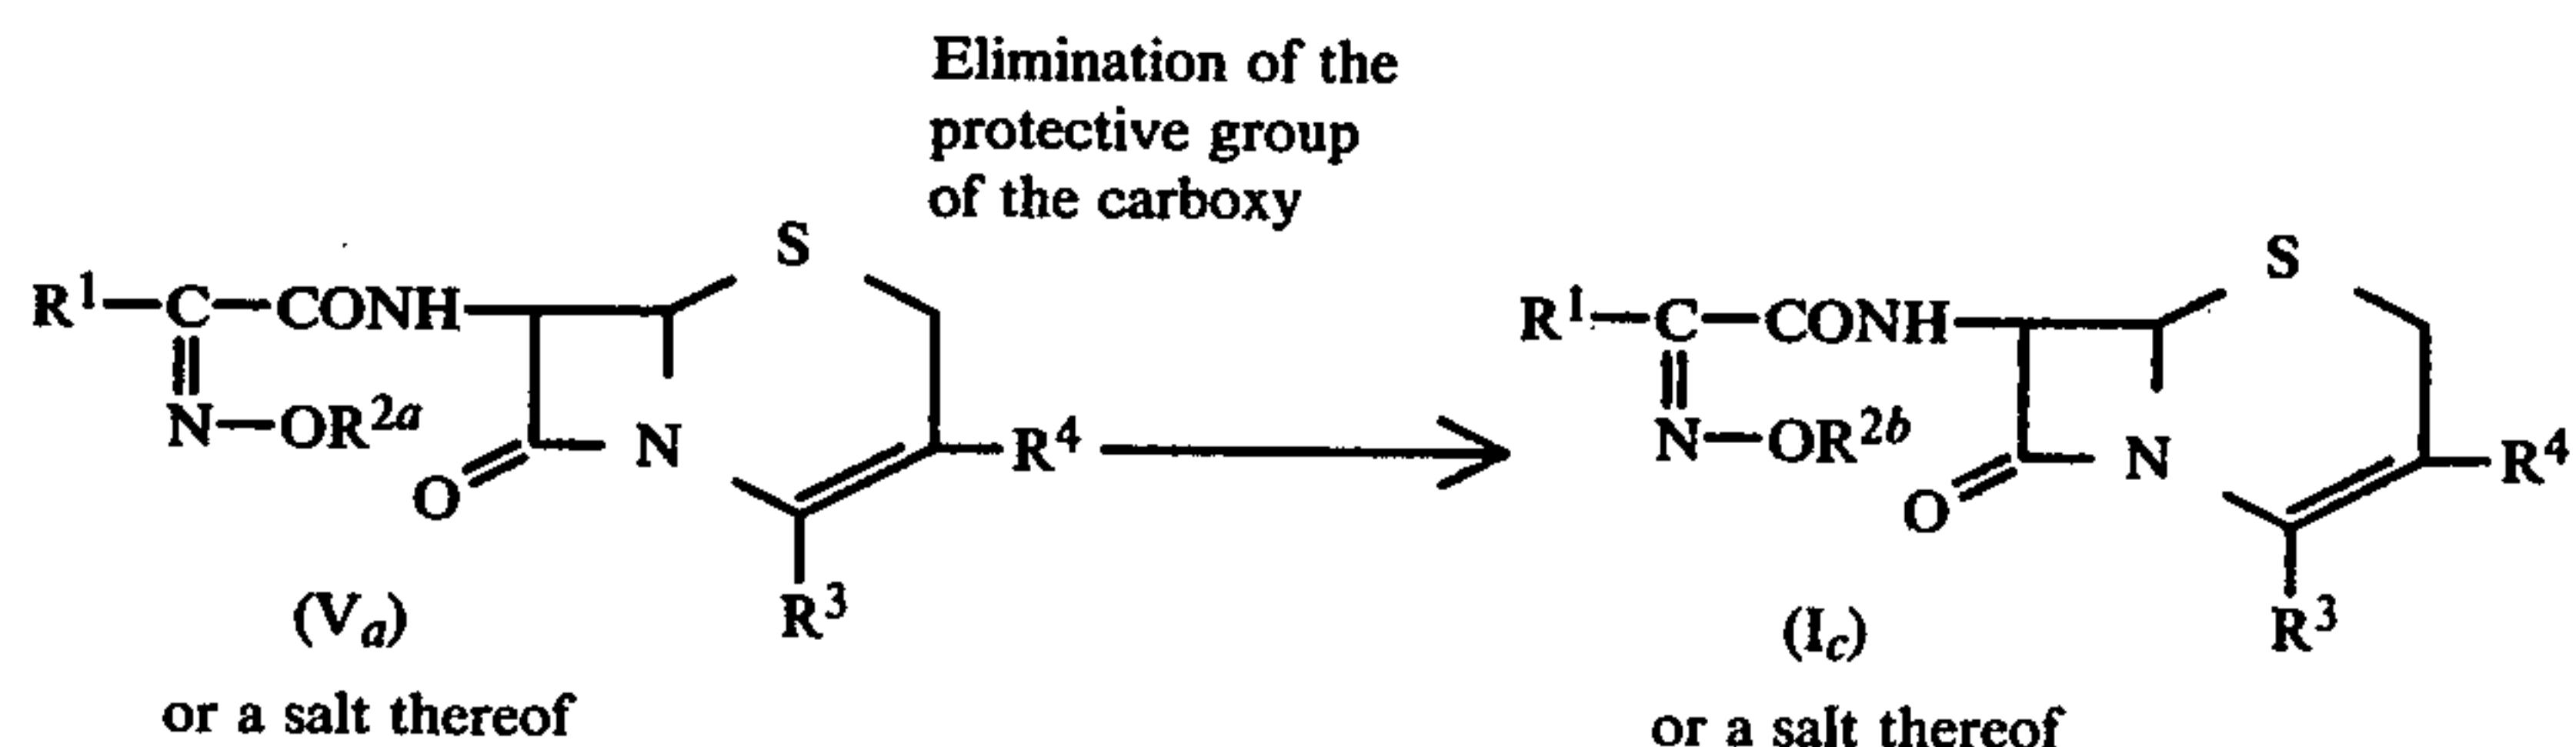 Elimination of the
protective group
of the carboxy
S
S
R¹—C—CONH
R¹—C—CONH
N—OR²ᵃ
N
R⁴
N—OR²ᵇ
N
R⁴
O
O
R³
R³
(Vₐ)
(I_c)
or a salt thereof
or a salt thereof